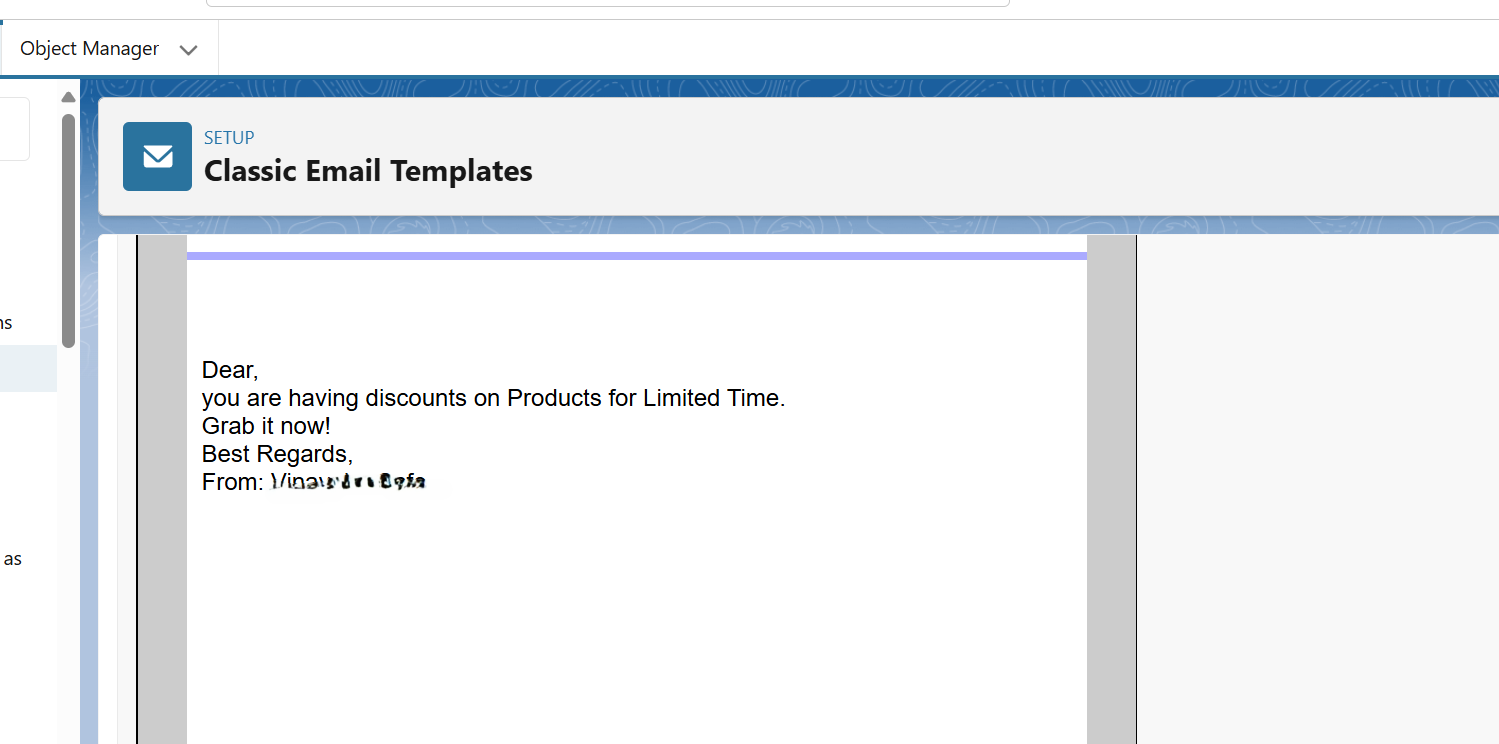 Object Manager
SETUP
Classic Email Templates
ns
Dear,
you are having discounts on Products for Limited Time.
Grab it now!
Best Regards,
From:
as